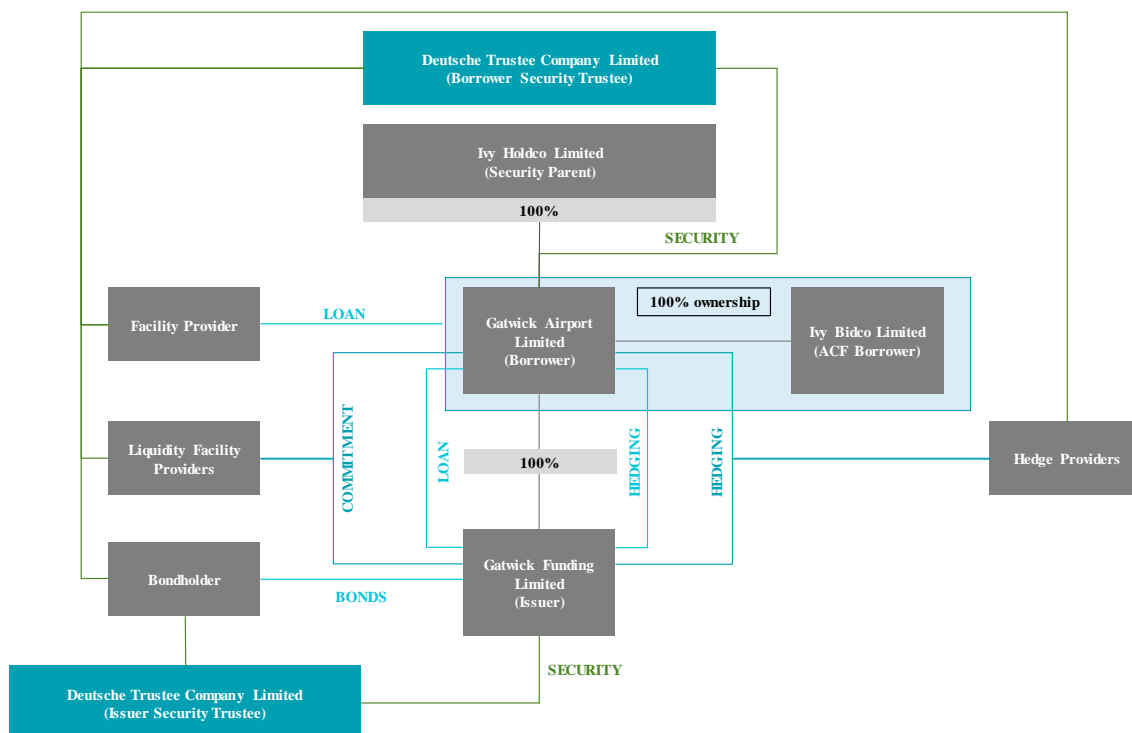 Deutsche Trustee Company Limited
(Borrower Security Trustee)
Ivy Holdco Limited
(Security Parent)
100%
SECURITY
Facility Provider
LOAN
Gatwick Airport
Limited
(Borrower)
100% ownership
Ivy Bidco Limited
(ACF Borrower)
Liquidity Facility
Providers
COMMITMENT
LOAN
100%
HEDGING
HEDGING
Hedge Providers
Bondholder
BONDS
Gatwick Funding
Limited
(Issuer)
SECURITY
Deutsche Trustee Company Limited
(Issuer Security Trustee)